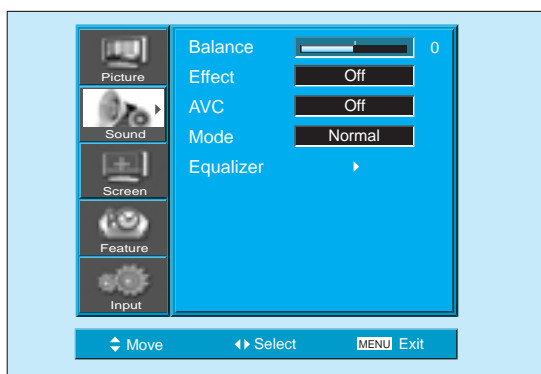 Picture
Sound
Screen
Feature
Input
Balance 0
Effect Off
AVC Off
Mode Normal
Equalizer
Move Select MENU Exit